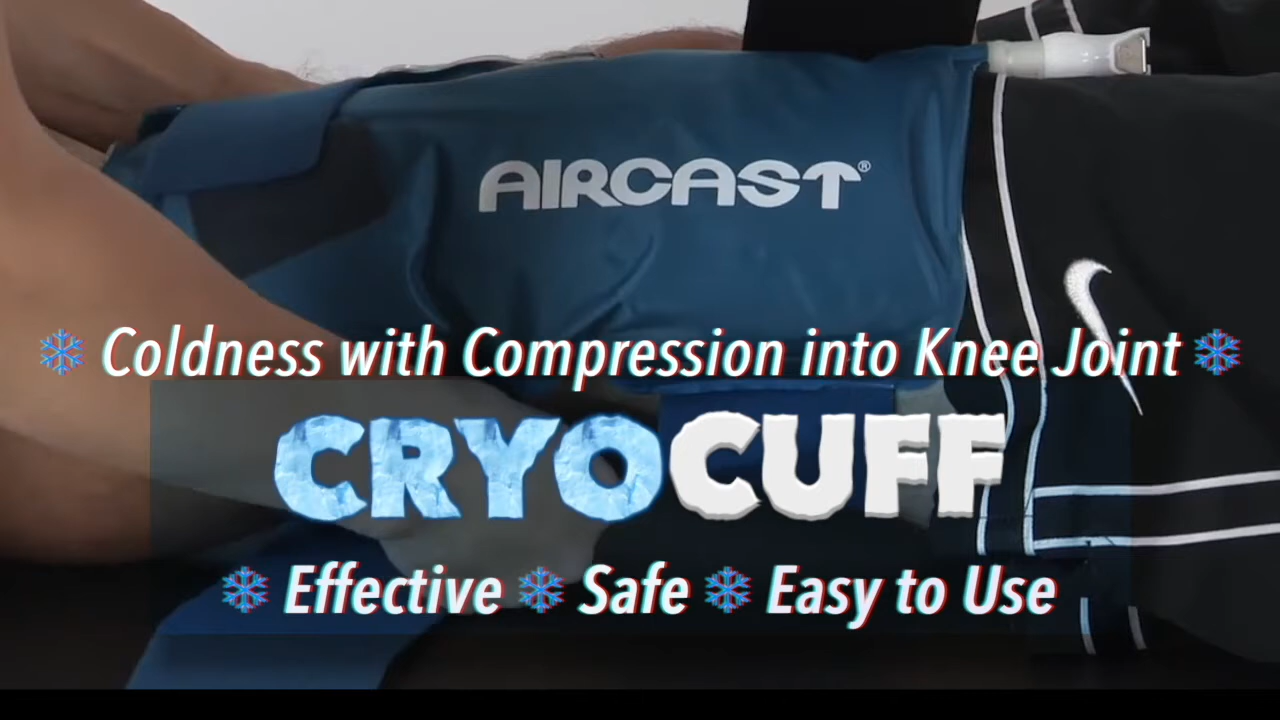 AIRCAST®
❄ Coldness with Compression into Knee Joint ❄
CRYOCUFF
❄ Effective ❄ Safe ❄ Easy to Use